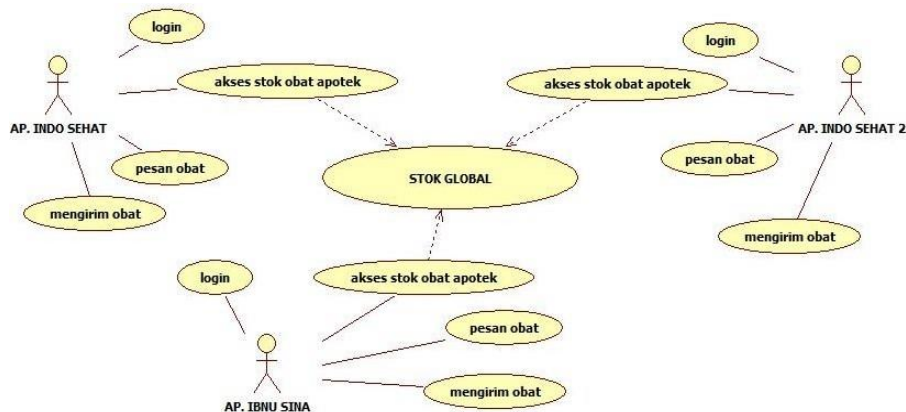 login
akses stok obat apotek
AP. INDO SEHAT
pesan obat
mengirim obat
login
akses stok obat apotek
AP. INDO SEHAT 2
pesan obat
mengirim obat
STOK GLOBAL
login
akses stok obat apotek
pesan obat
mengirim obat
AP. IBNU SINA